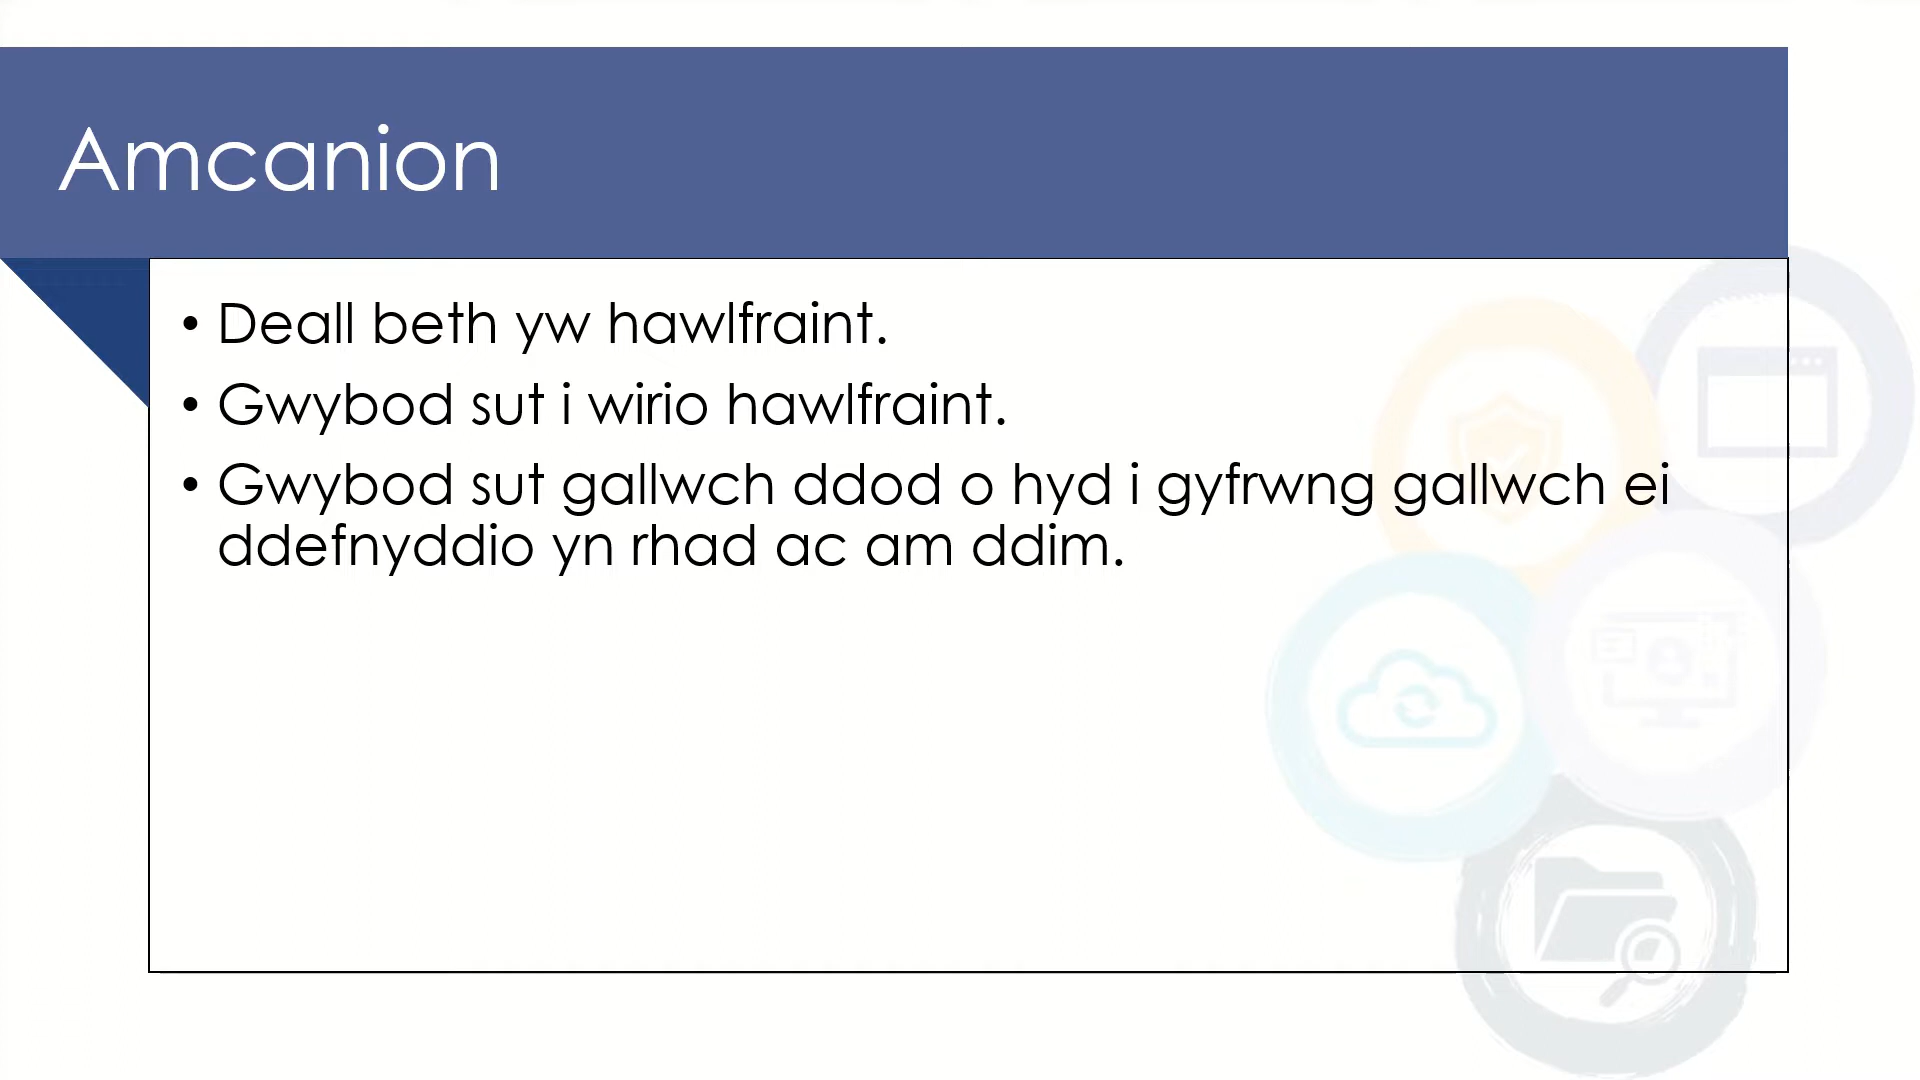 Amcanion
• Deall beth yw hawlfraint.
• Gwybod sut i wirio hawlfraint.
• Gwybod sut gallwch ddod o hyd i gyfrwng gallwch ei
ddefnyddio yn rhad ac am ddim.